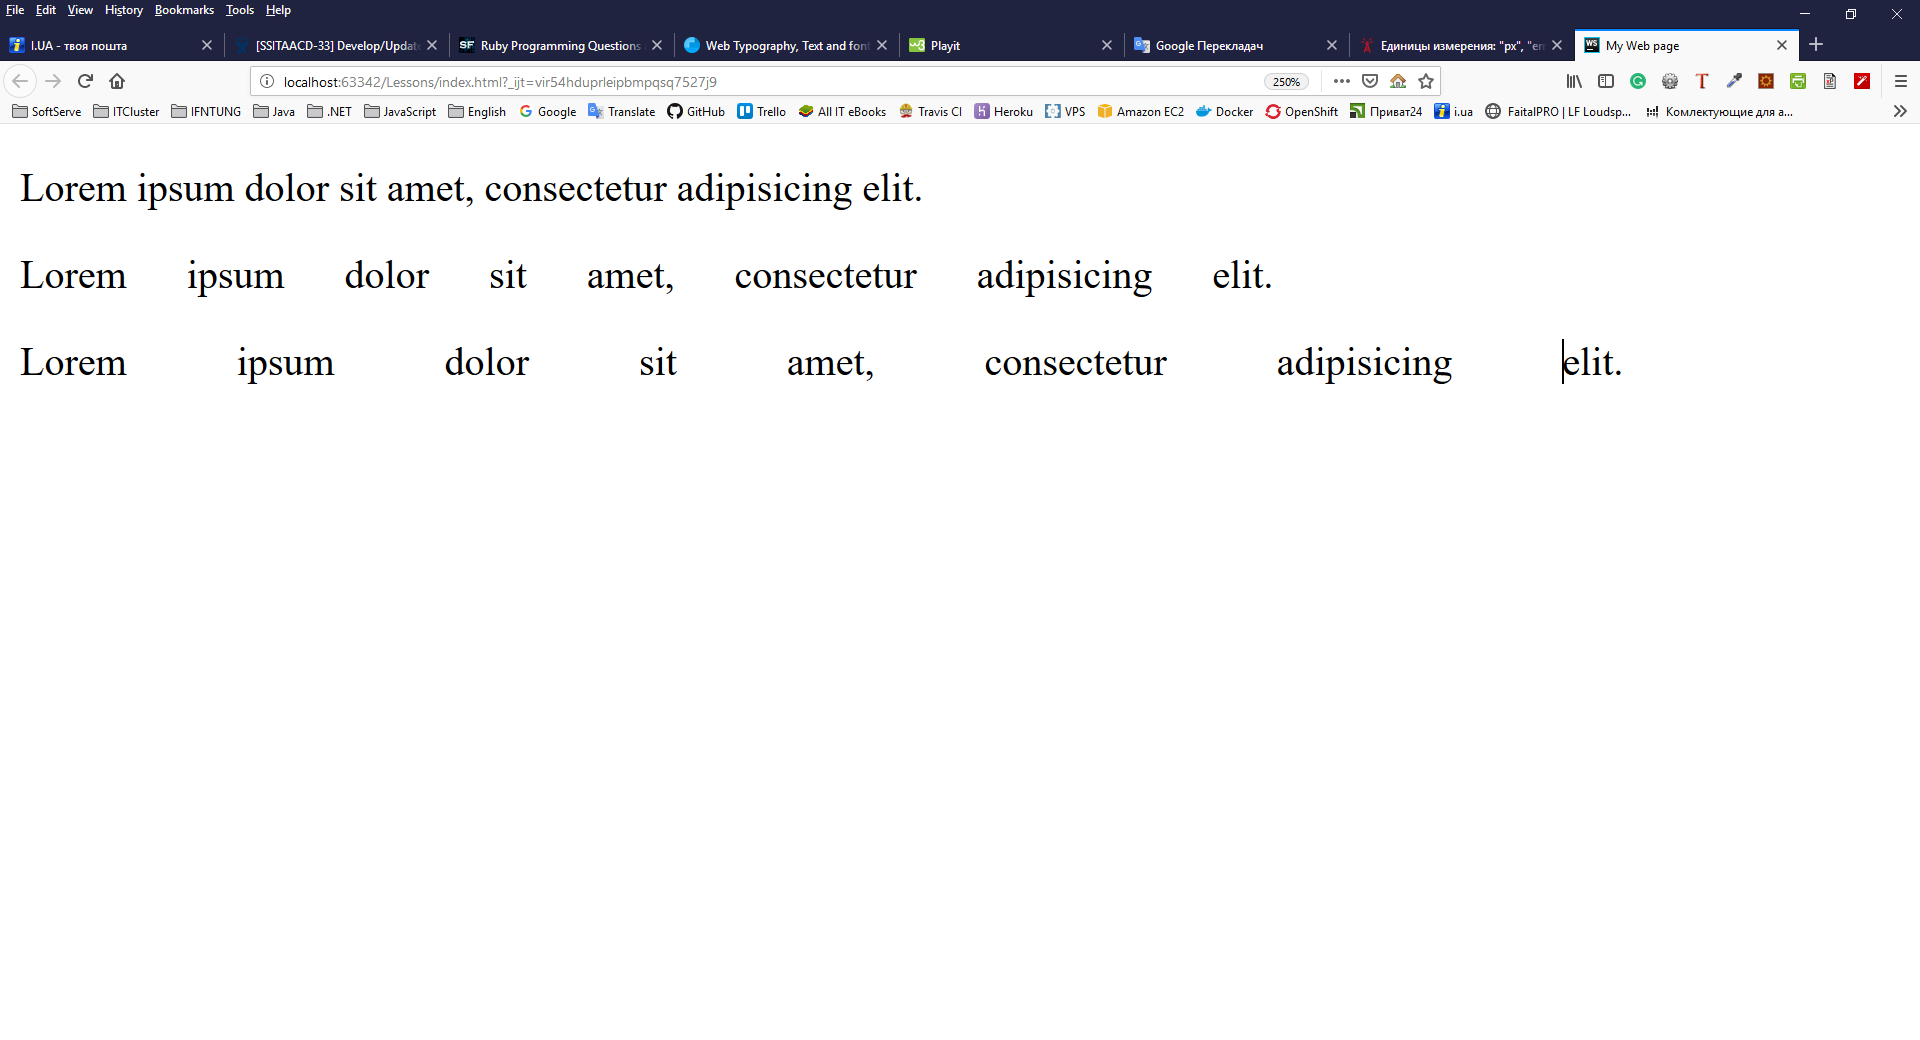 File Edit View History Bookmarks Tools Help
I.UA - твоя пошта
[SSITAACD-33] Develop/Updat
Ruby Programming Questions
Web Typography, Text and fon
Playit
Google Перекладач
Единицы измерения: "px", "em
My Web page
localhost:63342/Lessons/index.html?_ijt=vir54hduprleipbmpqsq7527j9
250%
SoftServe ITCluster IFNTUNG Java .NET JavaScript English Google Translate GitHub Trello All IT eBooks Travis CI Heroku VPS Amazon EC2 Docker OpenShift Приват24 i.ua FaitalPRO | LF Loudsp... Комлектующие для а...
Lorem ipsum dolor sit amet, consectetur adipisicing elit.
Lorem ipsum dolor sit amet, consectetur adipisicing elit.
Lorem ipsum dolor sit amet, consectetur adipisicing elit.